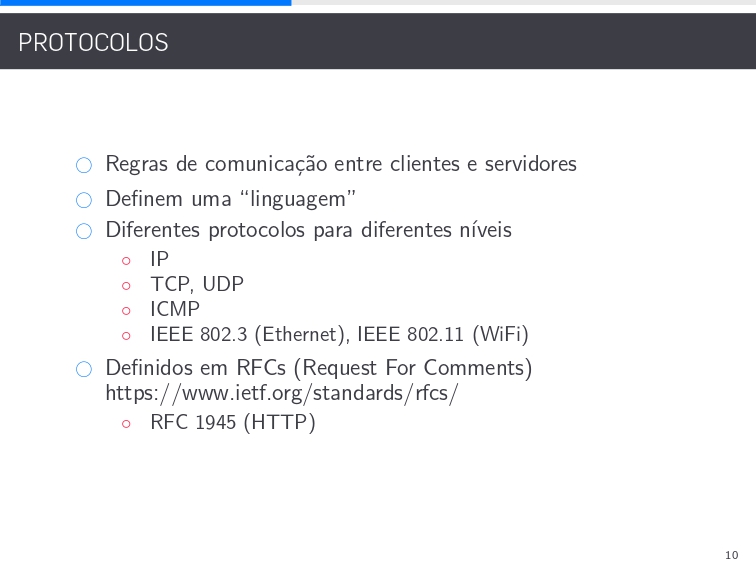 PROTOCOLOS
Regras de comunicação entre clientes e servidores
Definem uma “linguagem”
Diferentes protocolos para diferentes níveis
IP
TCP, UDP
ICMP
IEEE 802.3 (Ethernet), IEEE 802.11 (WiFi)
Definidos em RFCs (Request For Comments)
https://www.ietf.org/standards/rfcs/
RFC 1945 (HTTP)
10